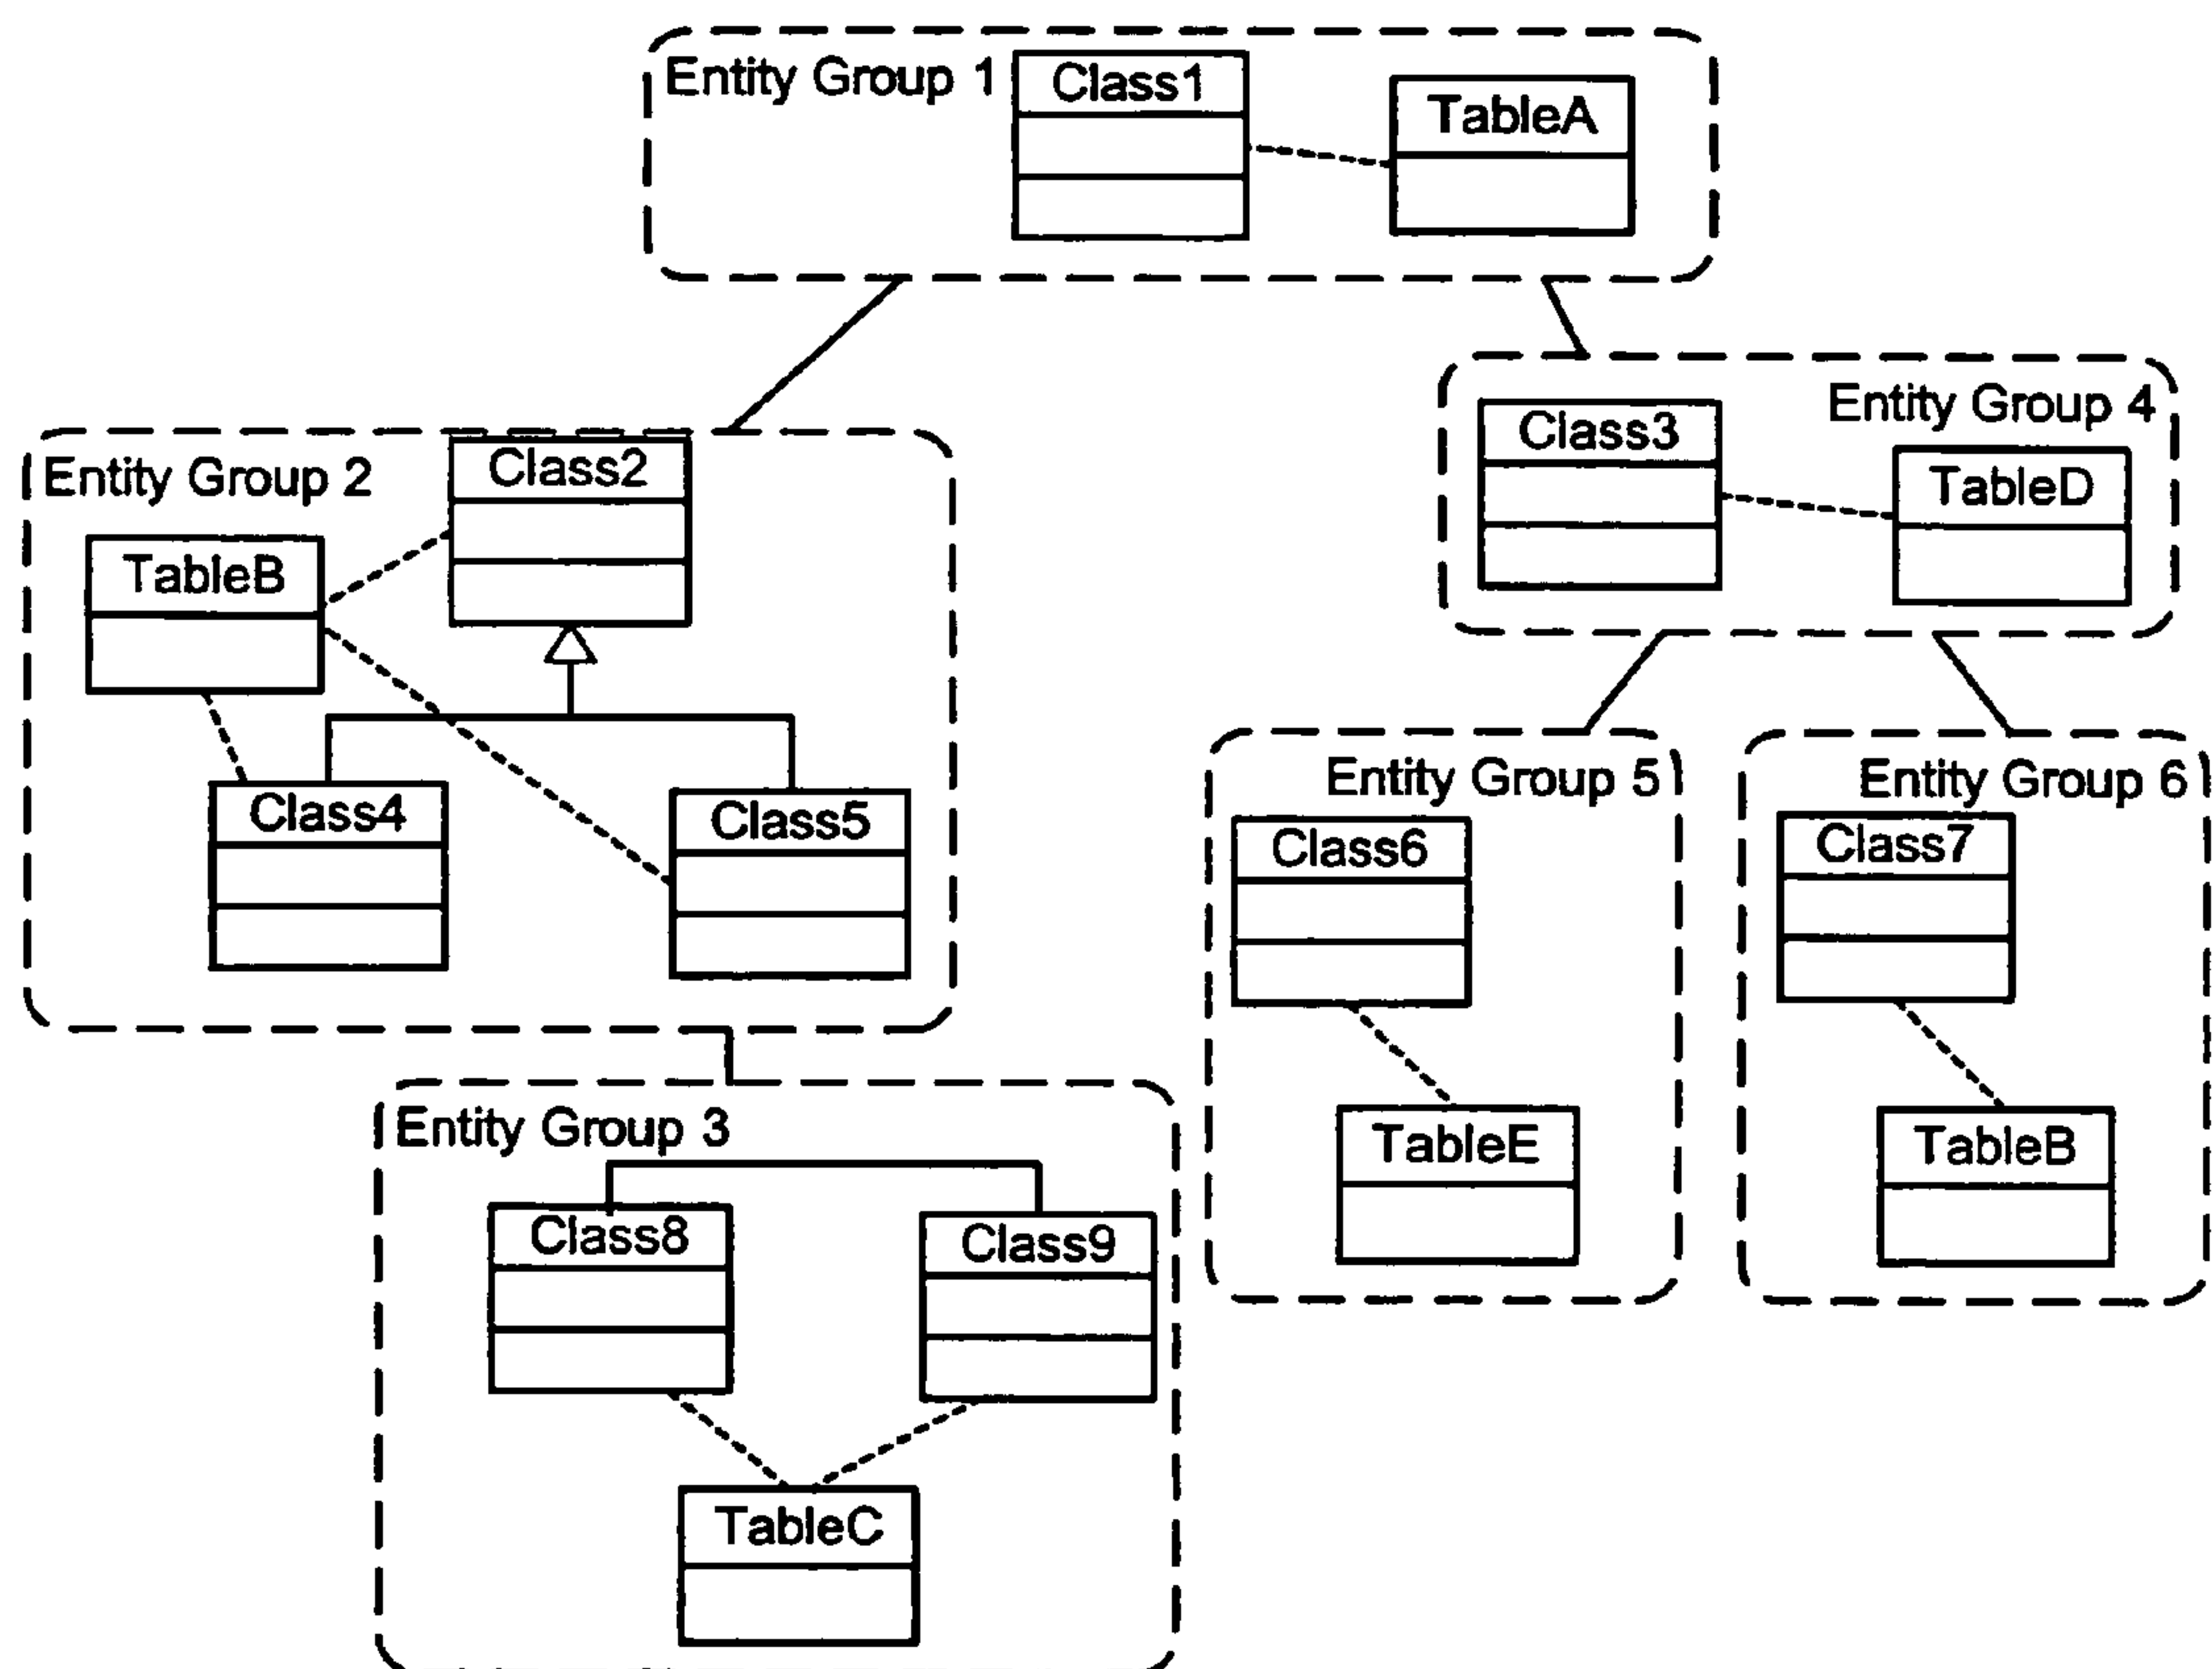 Entity Group 1
Class1
TableA
Entity Group 2
Class2
TableB
Class4
Class5
Entity Group 4
Class3
TableD
Entity Group 5
Class6
TableE
Entity Group 6
Class7
TableB
Entity Group 3
Class8
Class9
TableC